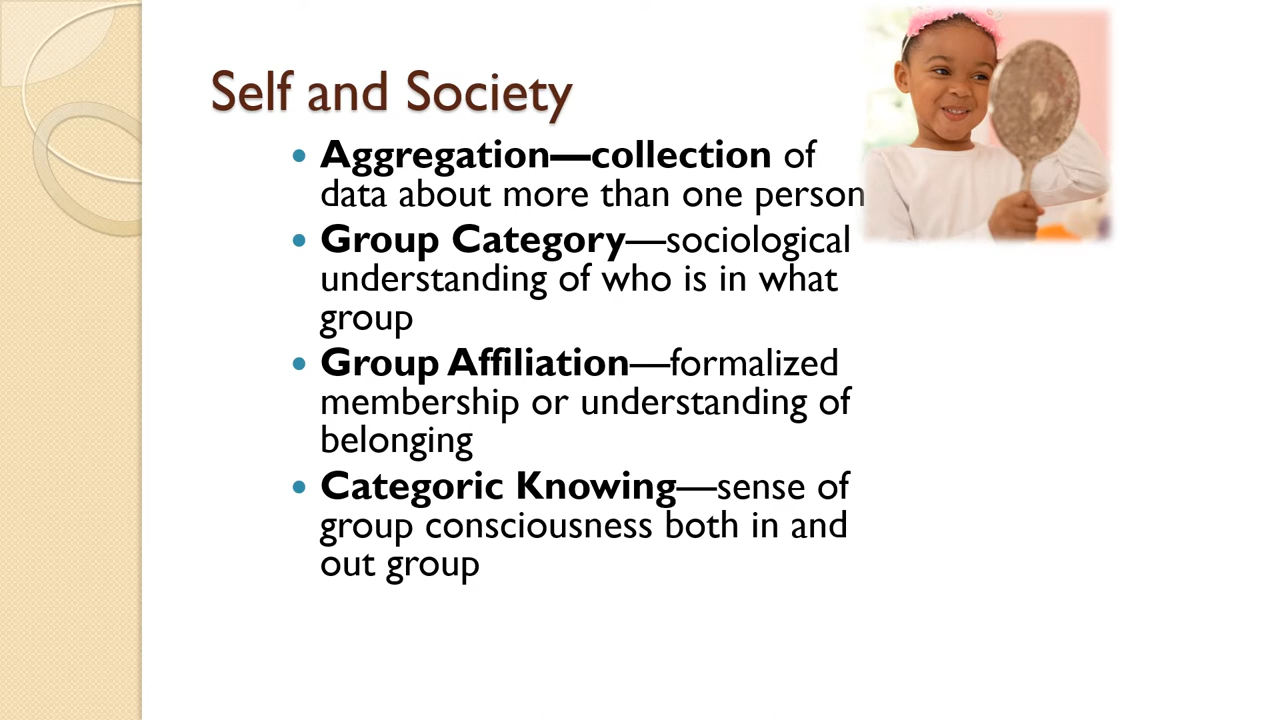 Self and Society
• Aggregation—collection of
data about more than one person
• Group Category—sociological
understanding of who is in what
group
• Group Affiliation—formalized
membership or understanding of
belonging
• Categoric Knowing—sense of
group consciousness both in and
out group